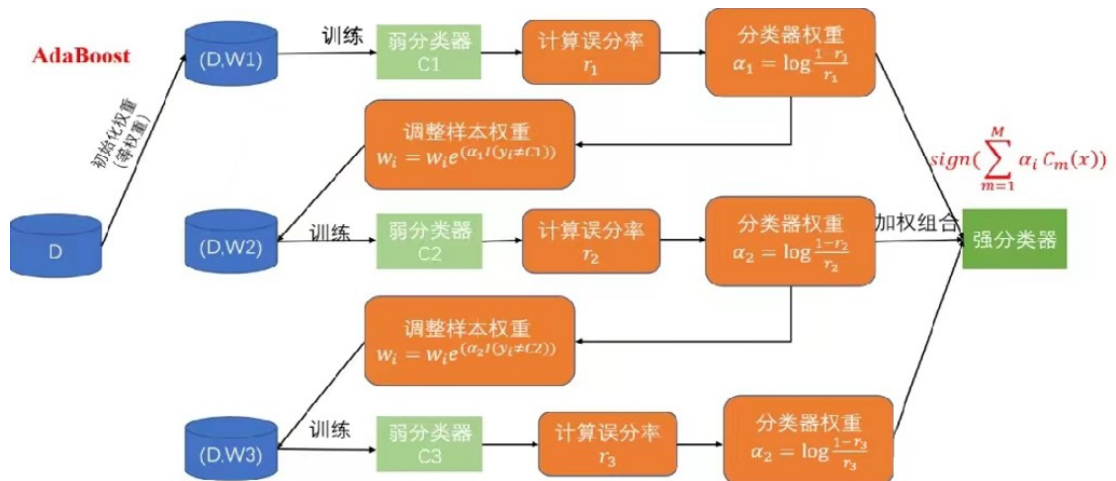 AdaBoost
初始化权重
(等权重)
D
(D,W1)
训练
弱分类器
C1
计算误分率
r₁
分类器权重
α₁ = log (1−r₁)/r₁
调整样本权重
wᵢ = wᵢe^(α₁I(yᵢ≠C1))
(D,W2)
训练
弱分类器
C2
计算误分率
r₂
分类器权重
α₂ = log (1−r₂)/r₂
加权组合
sign(∑_{m=1}^{M} αᵢ Cₘ(x))
强分类器
调整样本权重
wᵢ = wᵢe^(α₂I(yᵢ≠C2))
(D,W3)
训练
弱分类器
C3
计算误分率
r₃
分类器权重
α₂ = log (1−r₃)/r₃